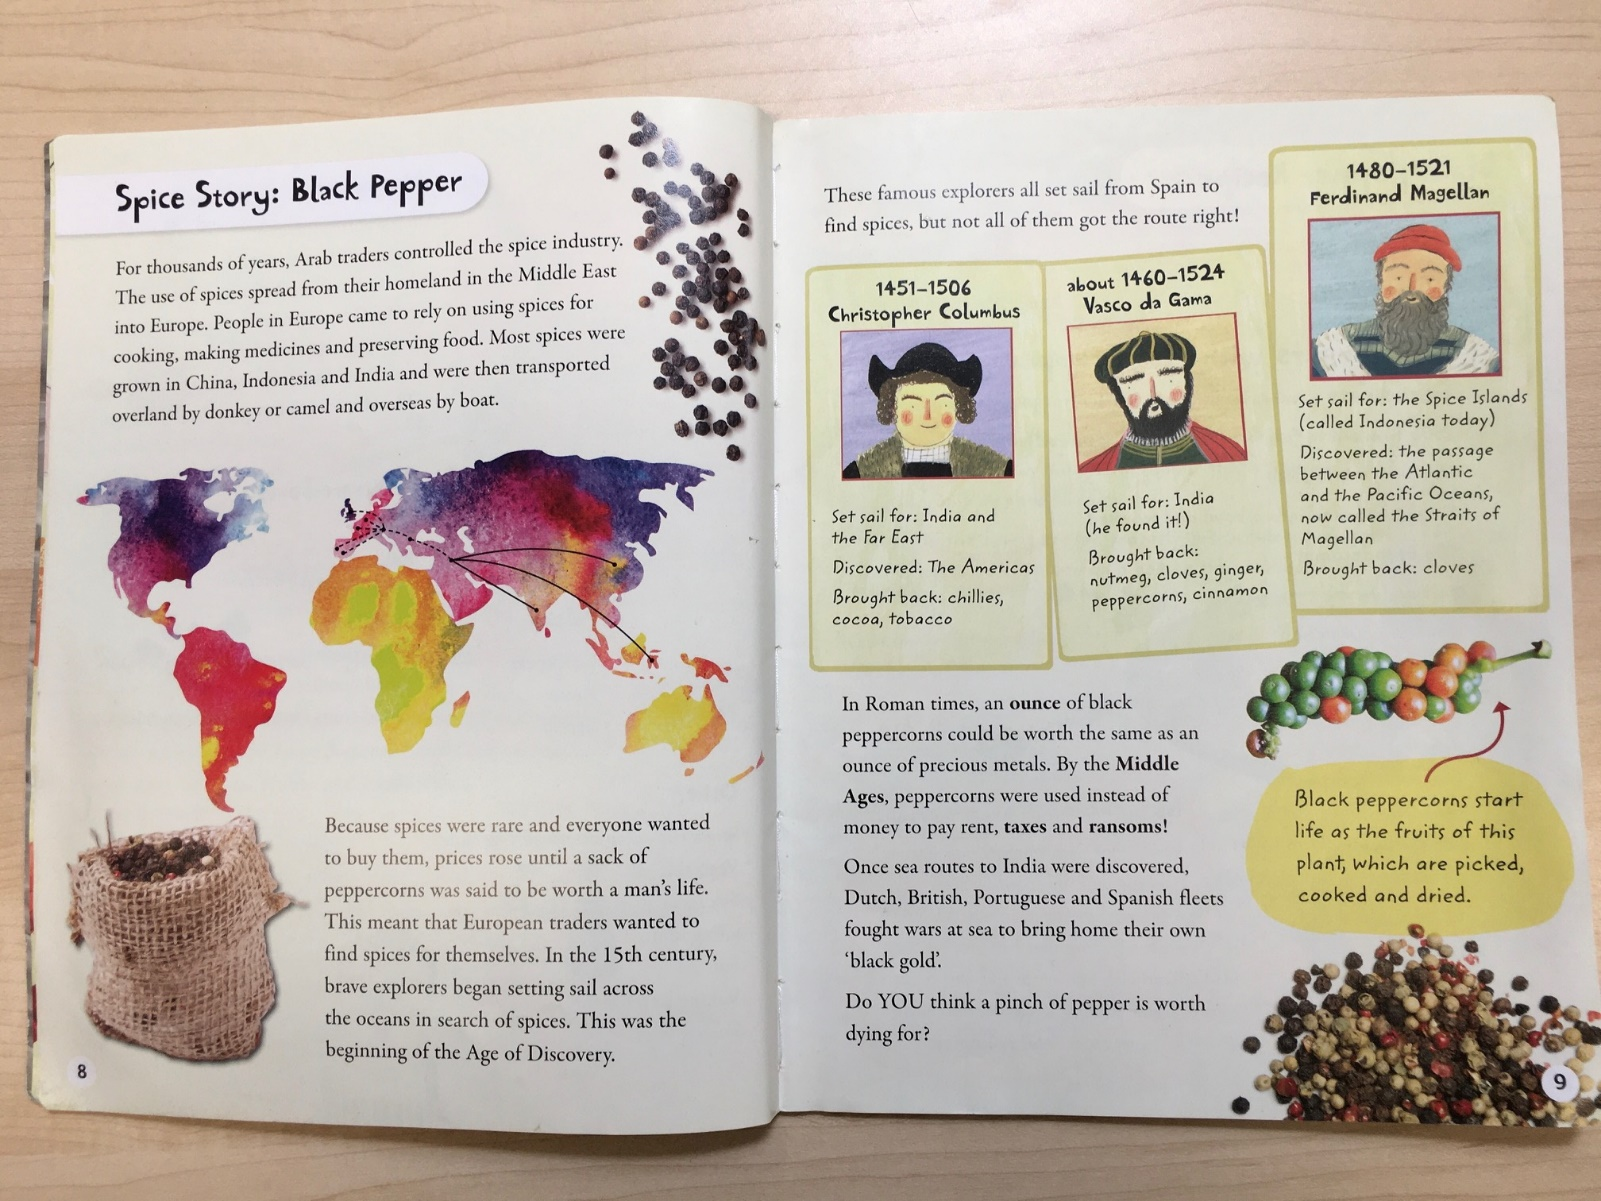 Spice Story: Black Pepper
For thousands of years, Arab traders controlled the spice industry.
The use of spices spread from their homeland in the Middle East
into Europe. People in Europe came to rely on using spices for
cooking, making medicines and preserving food. Most spices were
grown in China, Indonesia and India and were then transported
overland by donkey or camel and overseas by boat.
Because spices were rare and everyone wanted
to buy them, prices rose until a sack of
peppercorns was said to be worth a man's life.
This meant that European traders wanted to
find spices for themselves. In the 15th century,
brave explorers began setting sail across
the oceans in search of spices. This was the
beginning of the Age of Discovery.
8
These famous explorers all set sail from Spain to
find spices, but not all of them got the route right!
1451–1506
Christopher Columbus
Set sail for: India and
the Far East
Discovered: The Americas
Brought back: chillies,
cocoa, tobacco
about 1460–1524
Vasco da Gama
Set sail for: India
(he found it!)
Brought back:
nutmeg, cloves, ginger,
peppercorns, cinnamon
1480–1521
Ferdinand Magellan
Set sail for: the Spice Islands
(called Indonesia today)
Discovered: the passage
between the Atlantic
and the Pacific Oceans,
now called the Straits of
Magellan
Brought back: cloves
In Roman times, an ounce of black
peppercorns could be worth the same as an
ounce of precious metals. By the Middle
Ages, peppercorns were used instead of
money to pay rent, taxes and ransoms!
Once sea routes to India were discovered,
Dutch, British, Portuguese and Spanish fleets
fought wars at sea to bring home their own
'black gold'.
Do YOU think a pinch of pepper is worth
dying for?
Black peppercorns start
life as the fruits of this
plant, which are picked,
cooked and dried.
9